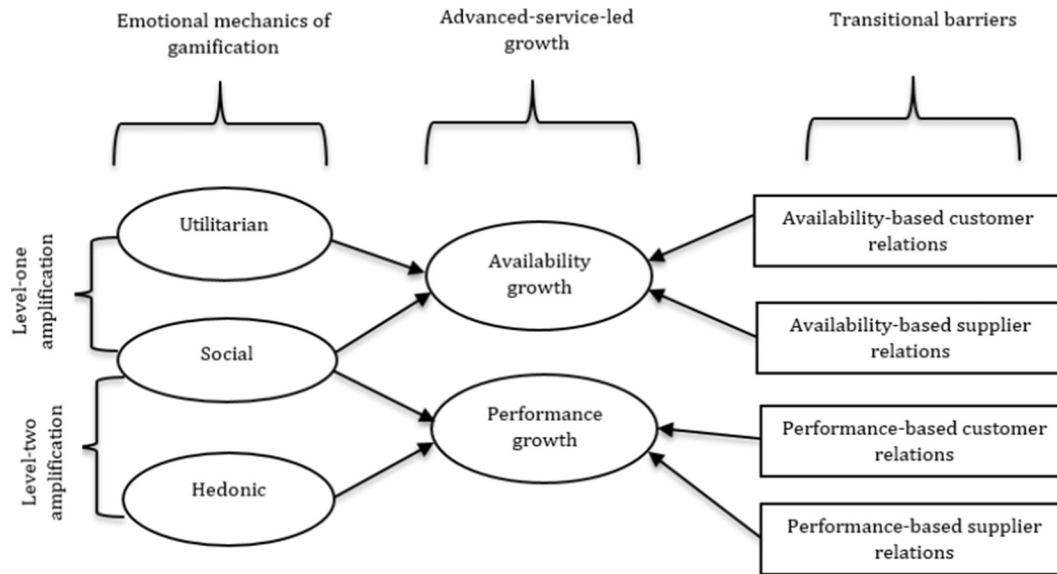 Emotional mechanics of
gamification
Advanced-service-led
growth
Transitional barriers
Level-one
amplification
Level-two
amplification
Utilitarian
Social
Hedonic
Availability
growth
Performance
growth
Availability-based customer
relations
Availability-based supplier
relations
Performance-based customer
relations
Performance-based supplier
relations